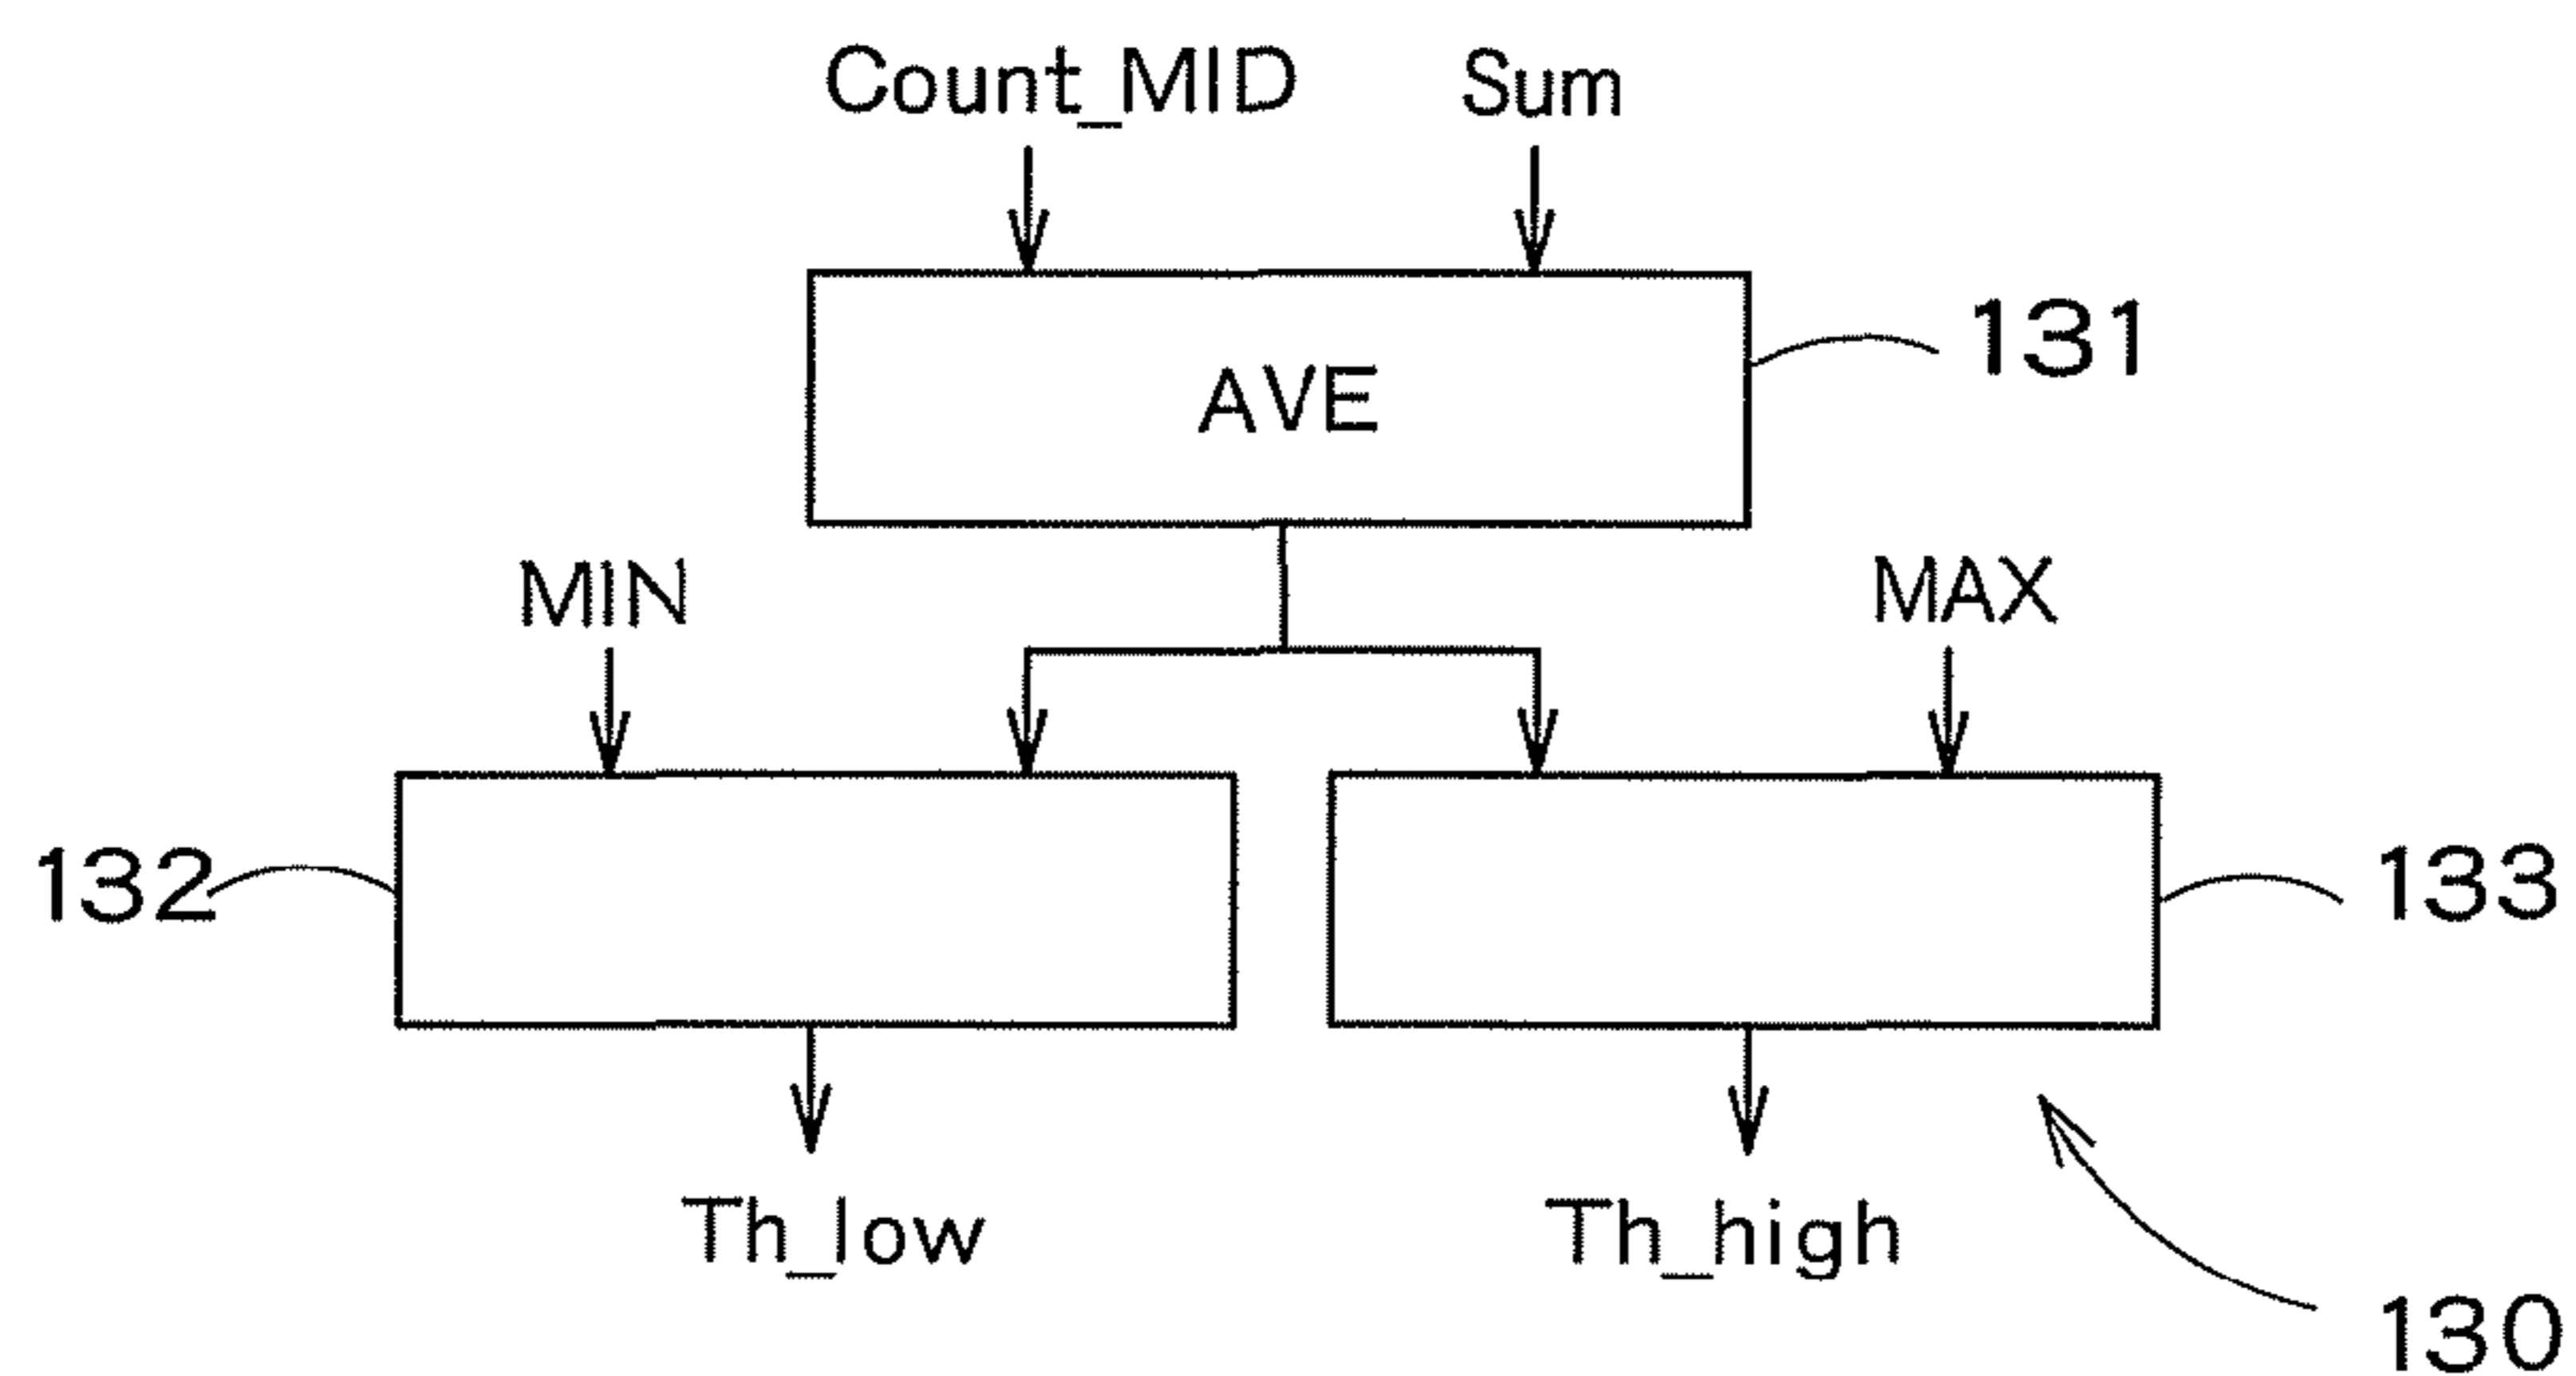 Count_MID Sum
131
AVE
MIN MAX
132 133
Th_low Th_high
130